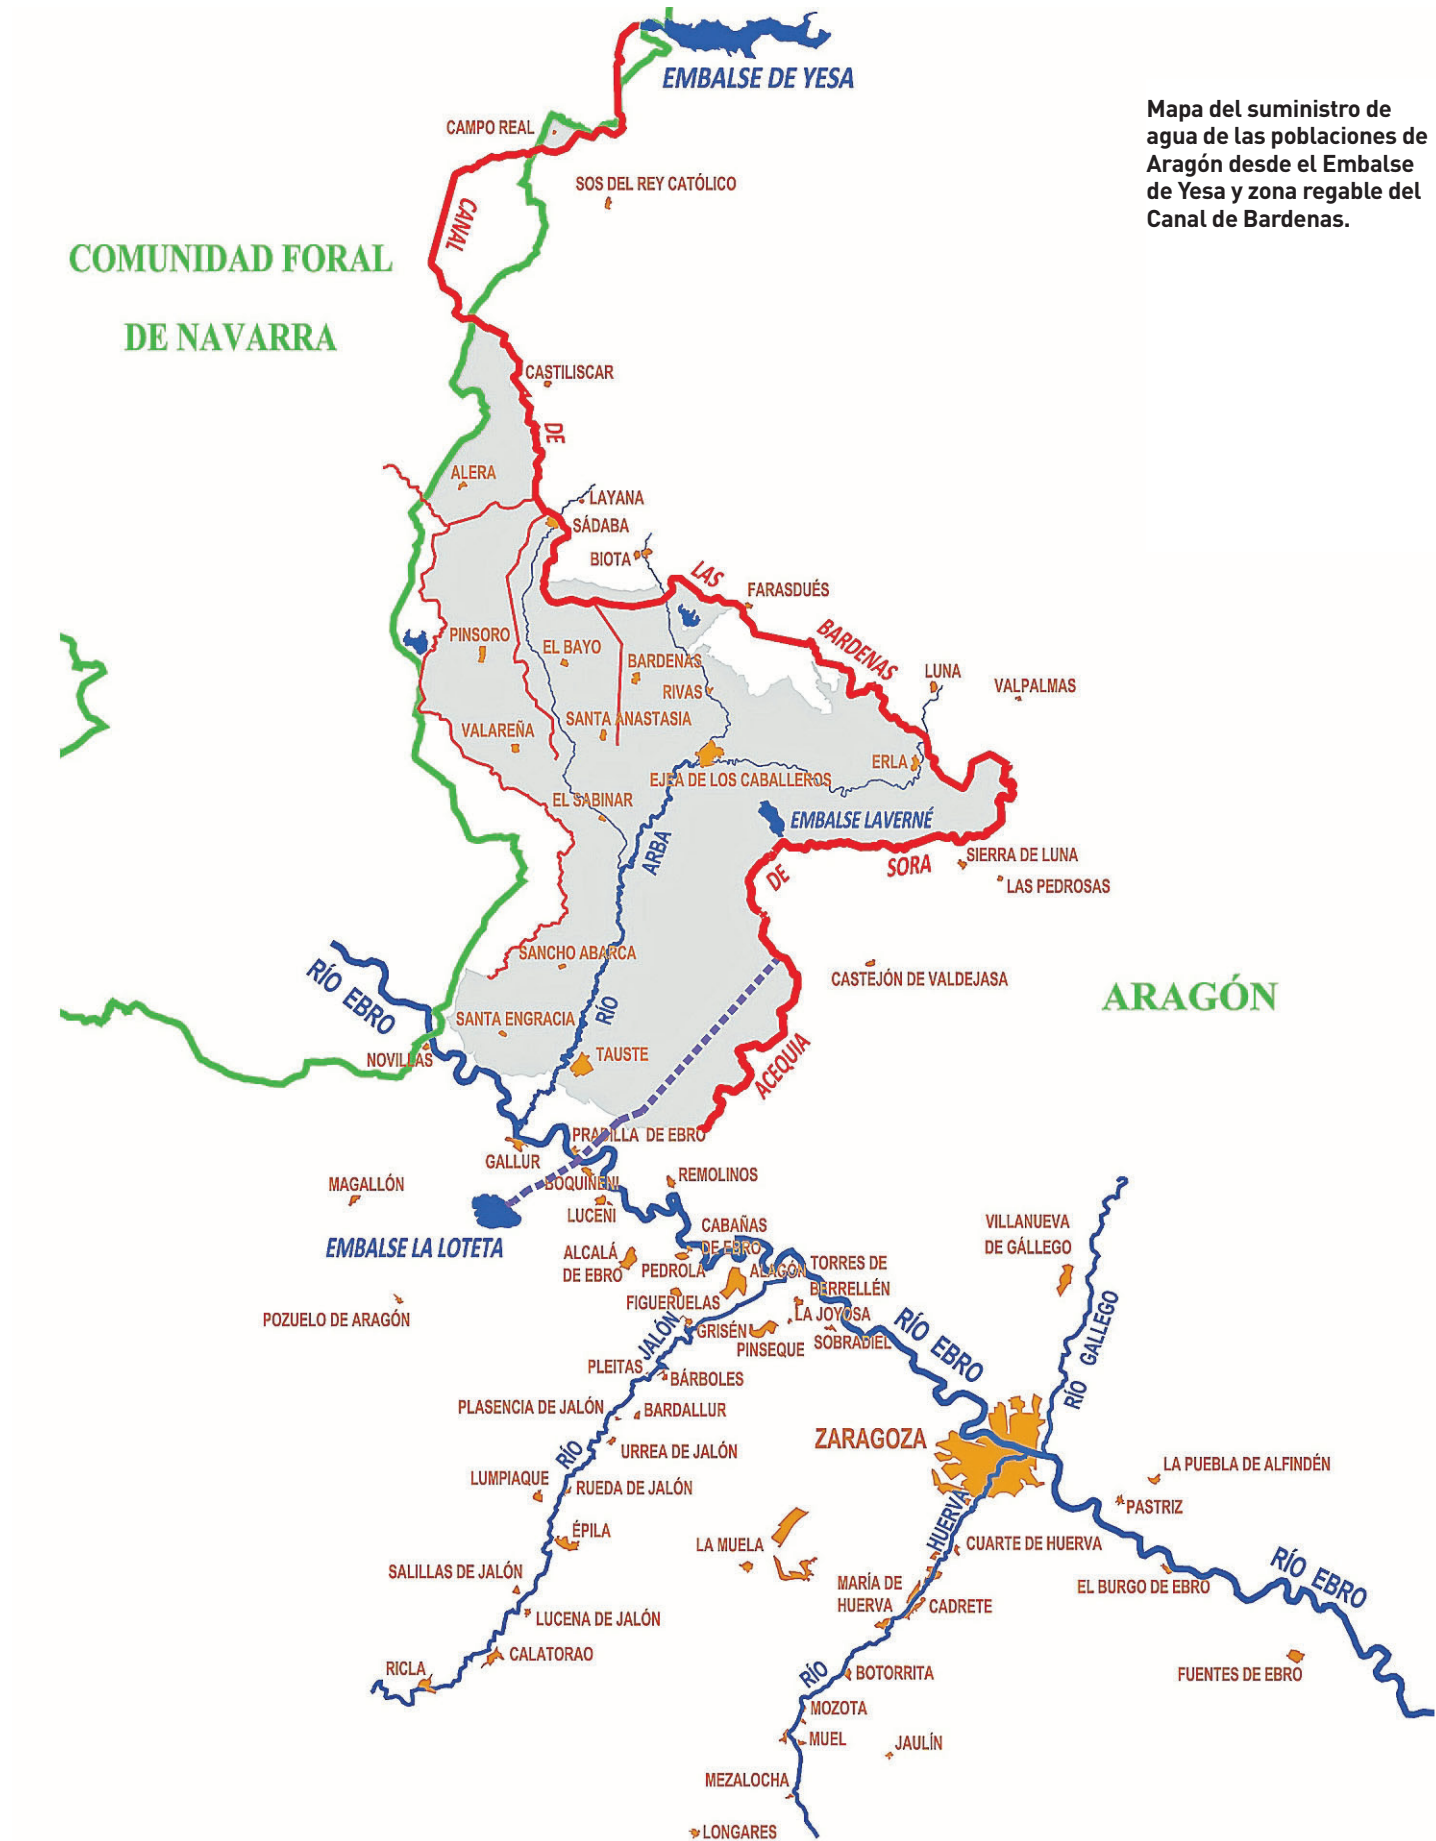 EMBALSE DE YESA
Mapa del suministro de
agua de las poblaciones de
Aragón desde el Embalse
de Yesa y zona regable del
Canal de Bardenas.
CAMPO REAL
SOS DEL REY CATÓLICO
CANAL
COMUNIDAD FORAL
DE NAVARRA
CASTILISCAR
DE
ALERA
LAYANA
SÁDABA
BIOTA
LAS
FARASDUÉS
BARDENAS
PINSORO
EL BAYO
BARDENAS
RIVAS
LUNA
VALPALMAS
SANTA ANASTASIA
VALAREÑA
ERLA
EJEA DE LOS CABALLEROS
EL SABINAR
EMBALSE LAVERNÉ
ARBA
SORA
DE
SIERRA DE LUNA
LAS PEDROSAS
SANCHO ABARCA
CASTEJÓN DE VALDEJASA
RÍO EBRO
ARAGÓN
RÍO
SANTA ENGRACIA
TAUSTE
NOVILLAS
ACEQUIA
PRADILLA DE EBRO
GALLUR
BOQUIÑENI
REMOLINOS
MAGALLÓN
LUCENI
EMBALSE LA LOTETA
CABAÑAS
DE EBRO
VILLANUEVA
DE GÁLLEGO
ALCALÁ
DE EBRO
PEDROLA
ALAGÓN
TORRES DE
BERRELLÉN
FIGUERUELAS
LA JOYOSA
POZUELO DE ARAGÓN
GRISÉN
PINSEQUE
SOBRADIEL
RÍO EBRO
RÍO GALLEGO
JALÓN
PLEITAS
BÁRBOLES
PLASENCIA DE JALÓN
BARDALLUR
ZARAGOZA
URREA DE JALÓN
RÍO
LA PUEBLA DE ALFINDÉN
LUMPIAQUE
RUEDA DE JALÓN
PASTRIZ
HUERVA
ÉPILA
LA MUELA
CUARTE DE HUERVA
SALILLAS DE JALÓN
MARÍA DE
HUERVA
CADRETE
EL BURGO DE EBRO
RÍO EBRO
LUCENA DE JALÓN
CALATORAO
RICLA
RÍO
BOTORRITA
FUENTES DE EBRO
MOZOTA
MUEL
JAULÍN
MEZALOCHA
LONGARES